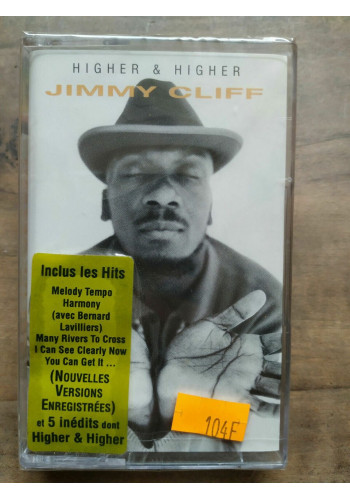 HIGHER & HIGHER
JIMMY CLIFF
Inclus les Hits
Melody Tempo
Harmony
(avec Bernard
Lavilliers)
Many Rivers To Cross
I Can See Clearly Now
You Can Get It ...
(NOUVELLES
VERSIONS
ENREGISTRÉES)
et 5 inédits dont
Higher & Higher
104F